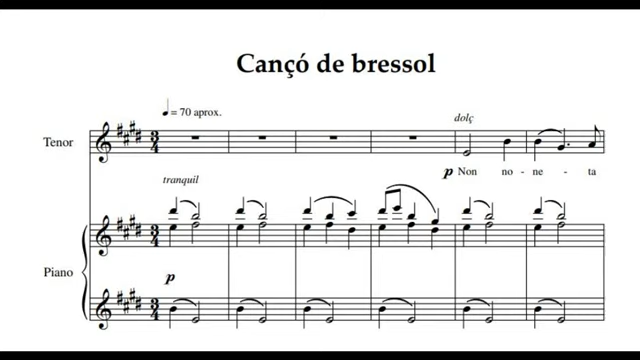 Cançó de bressol
♩ = 70 aprox.
dolç
Tenor
p Non no - ne - ta
tranquil
Piano
p